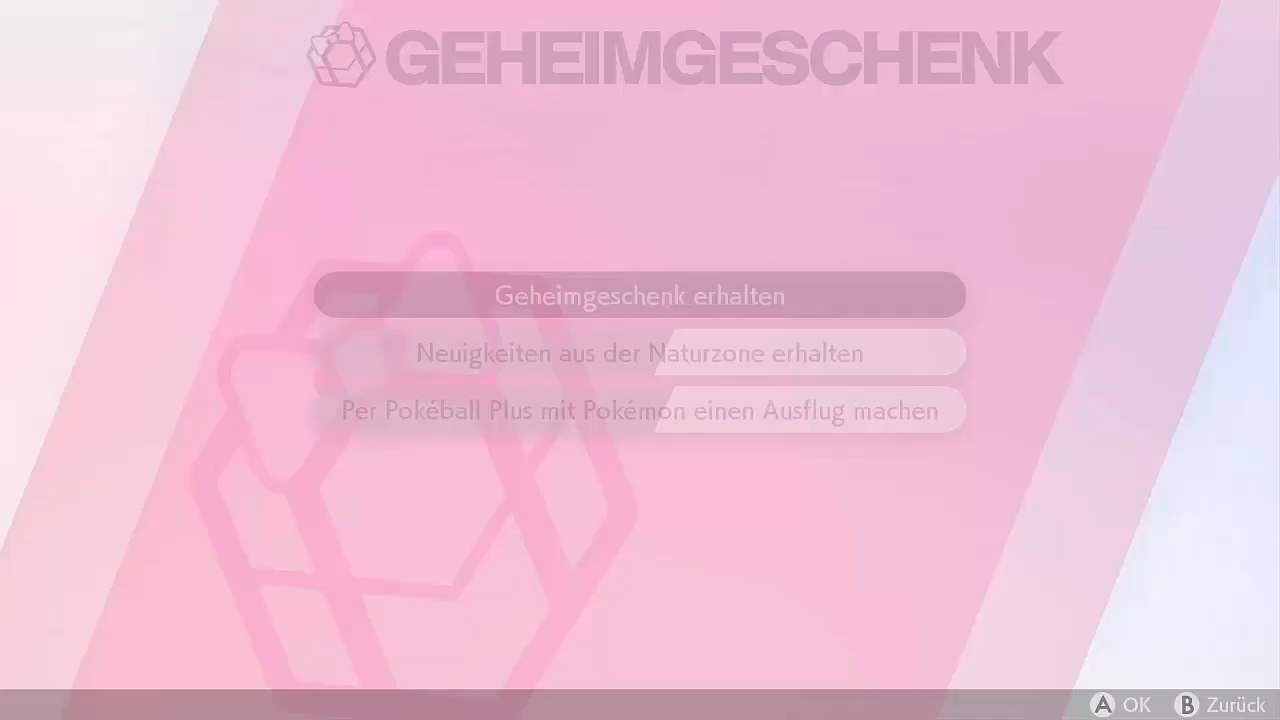 GEHEIMGESCHENK
Geheimgeschenk erhalten
Neuigkeiten aus der Naturzone erhalten
Per Pokéball Plus mit Pokémon einen Ausflug machen
A OK B Zurück